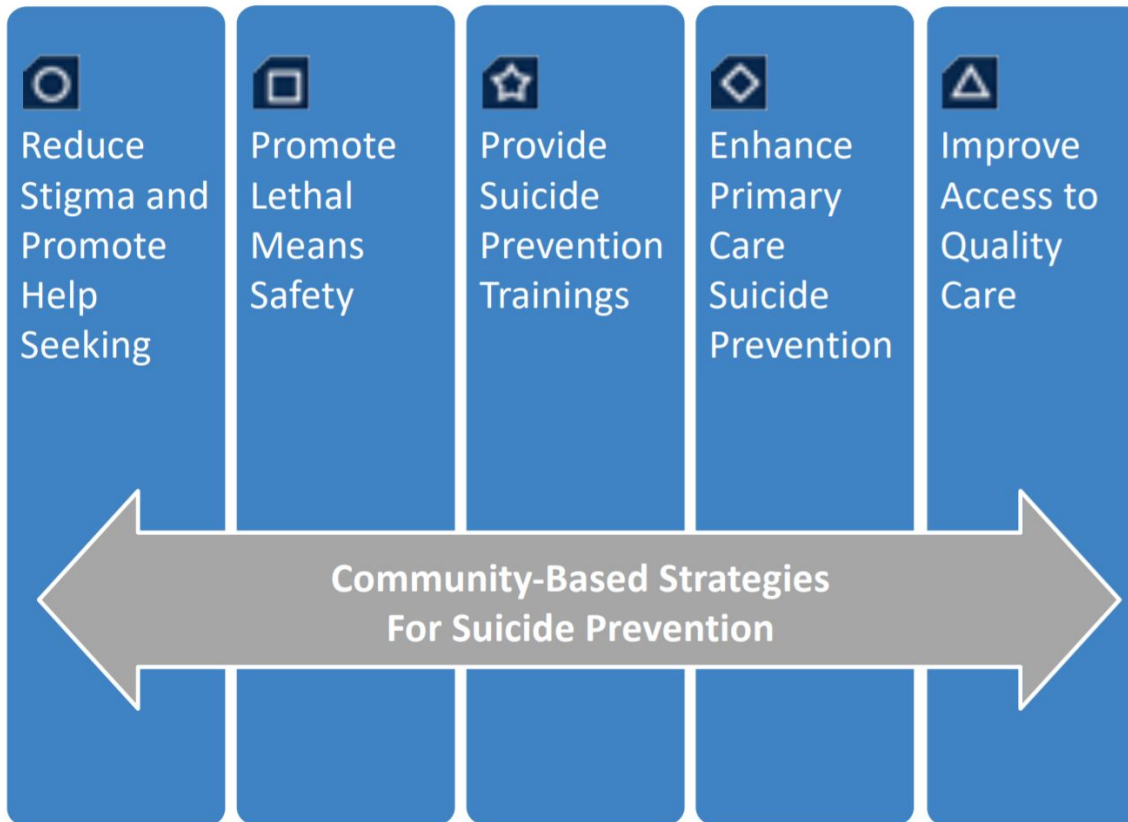 Reduce
Stigma and
Promote
Help
Seeking
Promote
Lethal
Means
Safety
Provide
Suicide
Prevention
Trainings
Enhance
Primary
Care
Suicide
Prevention
Improve
Access to
Quality
Care
Community-Based Strategies
For Suicide Prevention